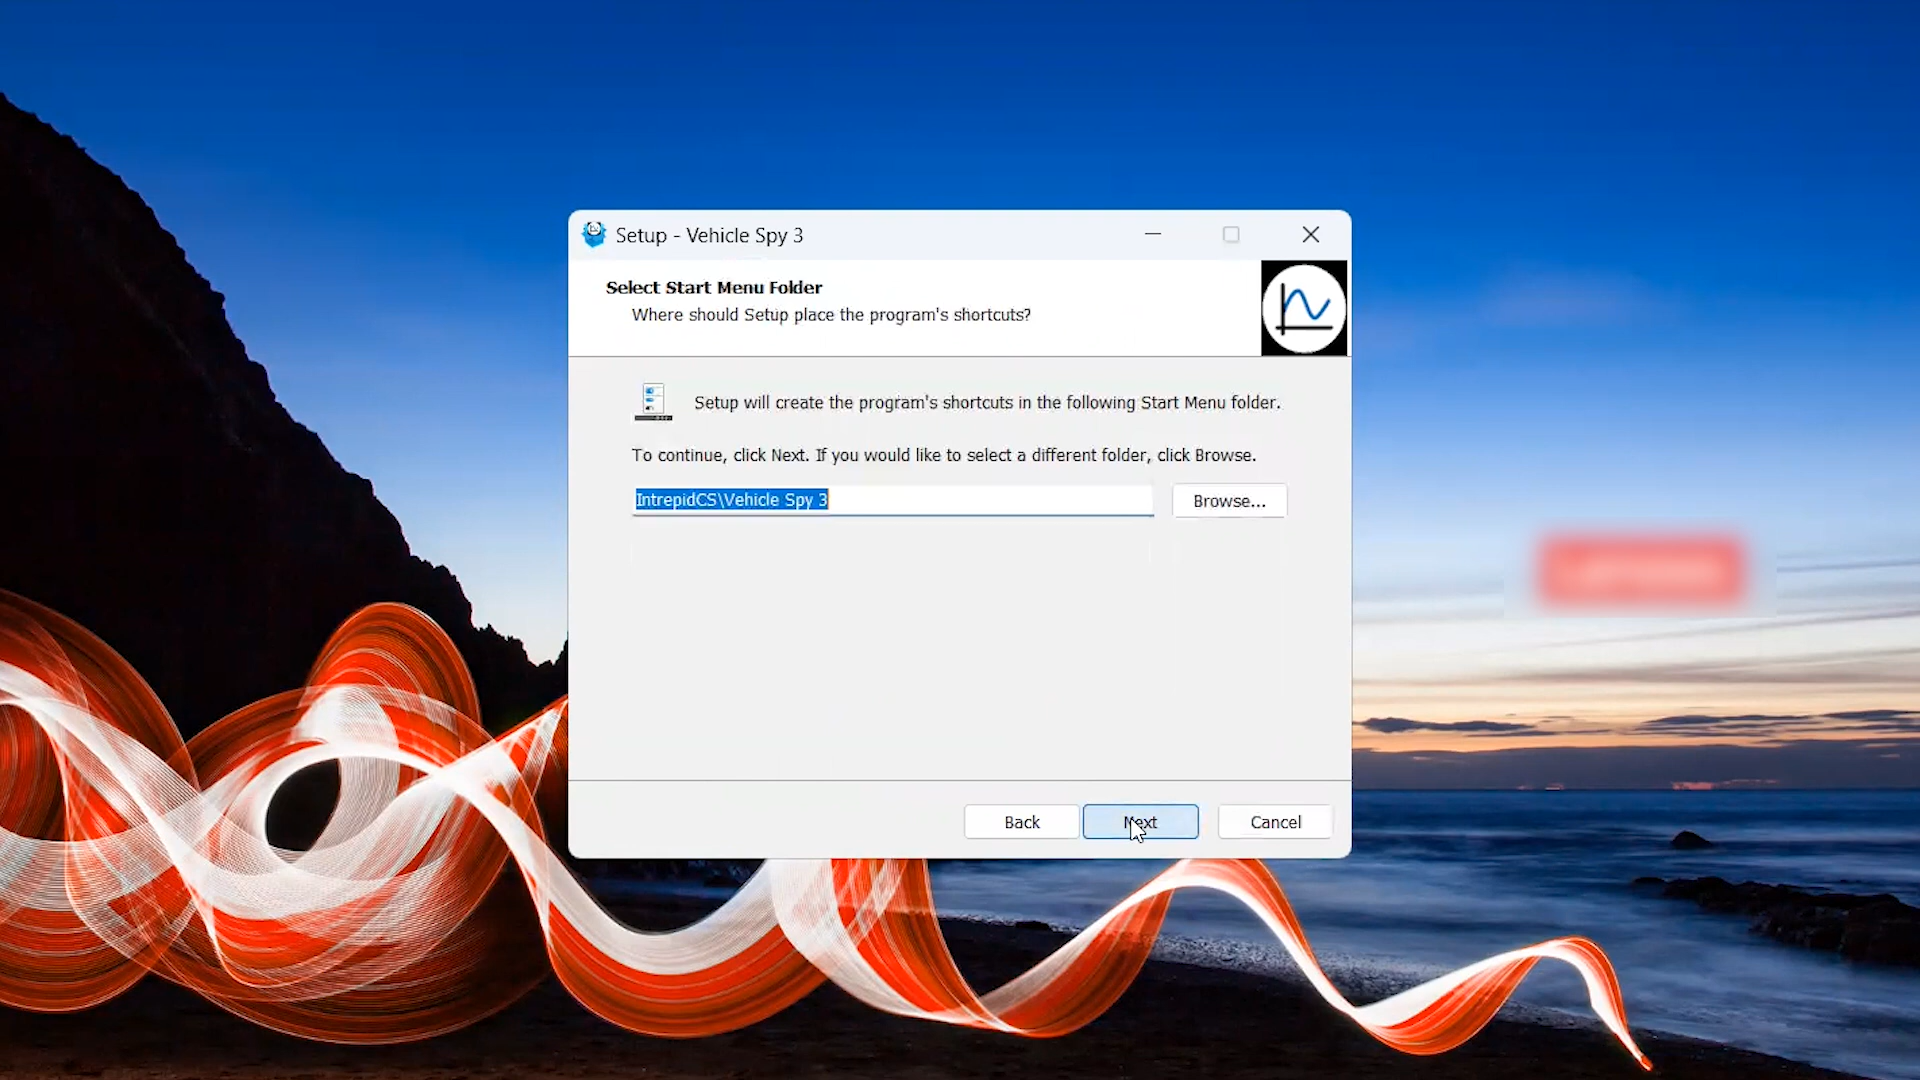 Setup - Vehicle Spy 3
Select Start Menu Folder
Where should Setup place the program's shortcuts?
Setup will create the program's shortcuts in the following Start Menu folder.
To continue, click Next. If you would like to select a different folder, click Browse.
IntrepidCS\Vehicle Spy 3
Browse...
Back
Next
Cancel